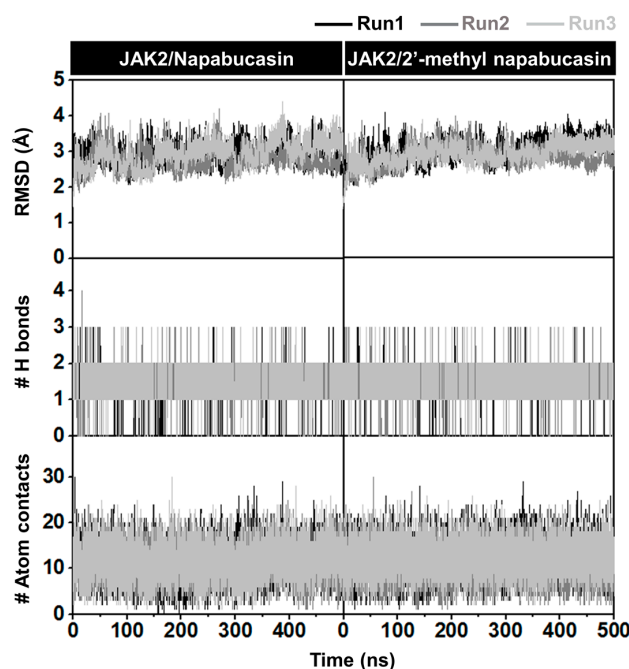 Run1 Run2 Run3
JAK2/Napabucasin JAK2/2'-methyl napabucasin
RMSD (Å)
5
4
3
2
1
0
# H bonds
4
3
2
1
0
# Atom contacts
30
20
10
0
0 100 200 300 400 0 100 200 300 400 500
Time (ns)